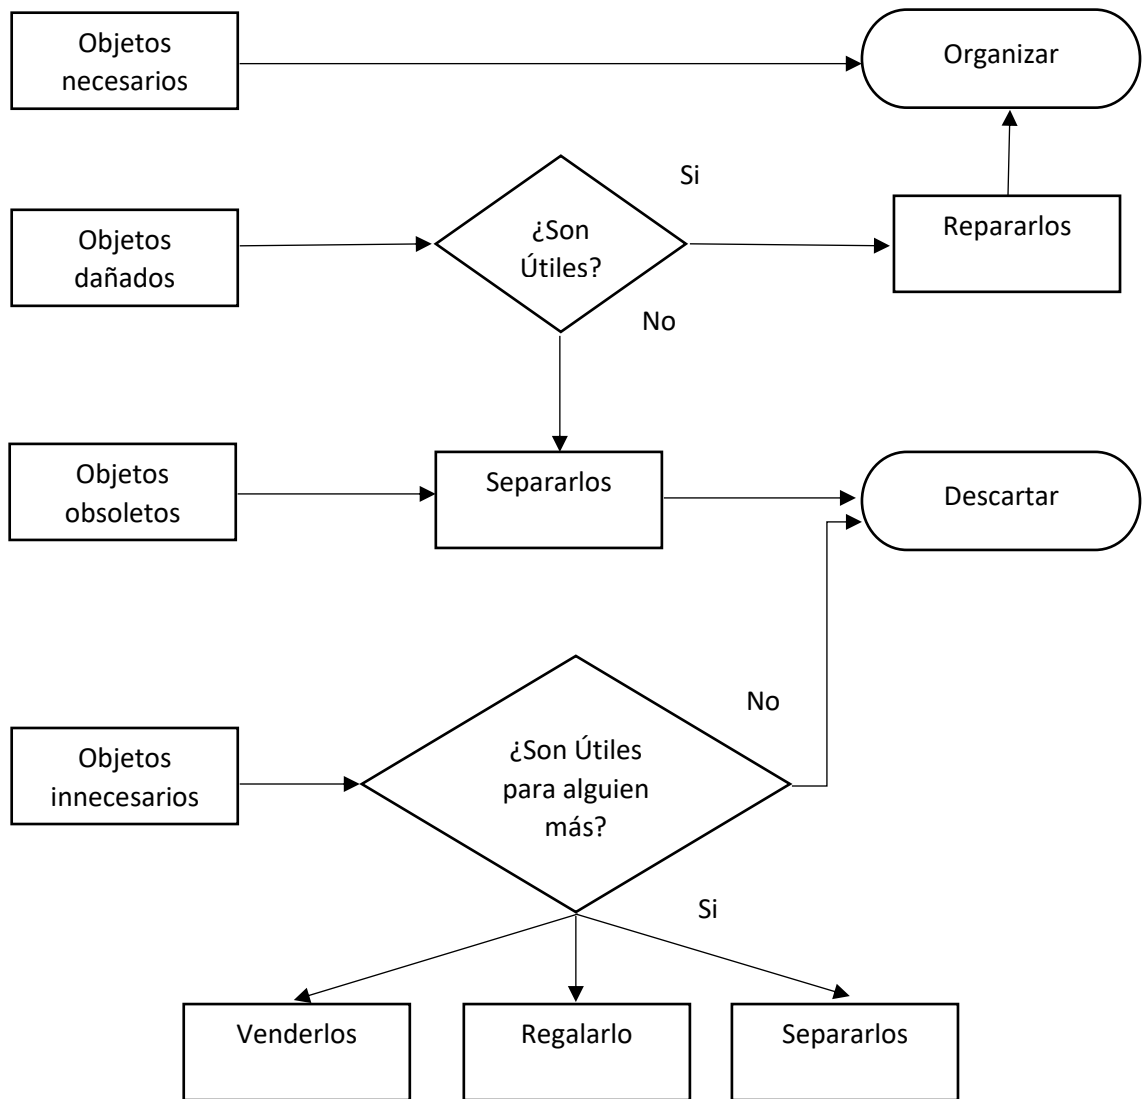 Objetos
necesarios
Organizar
Si
Objetos
dañados
¿Son
Útiles?
Repararlos
No
Objetos
obsoletos
Separarlos
Descartar
No
Objetos
innecesarios
¿Son Útiles
para alguien
más?
Si
Venderlos
Regalarlo
Separarlos